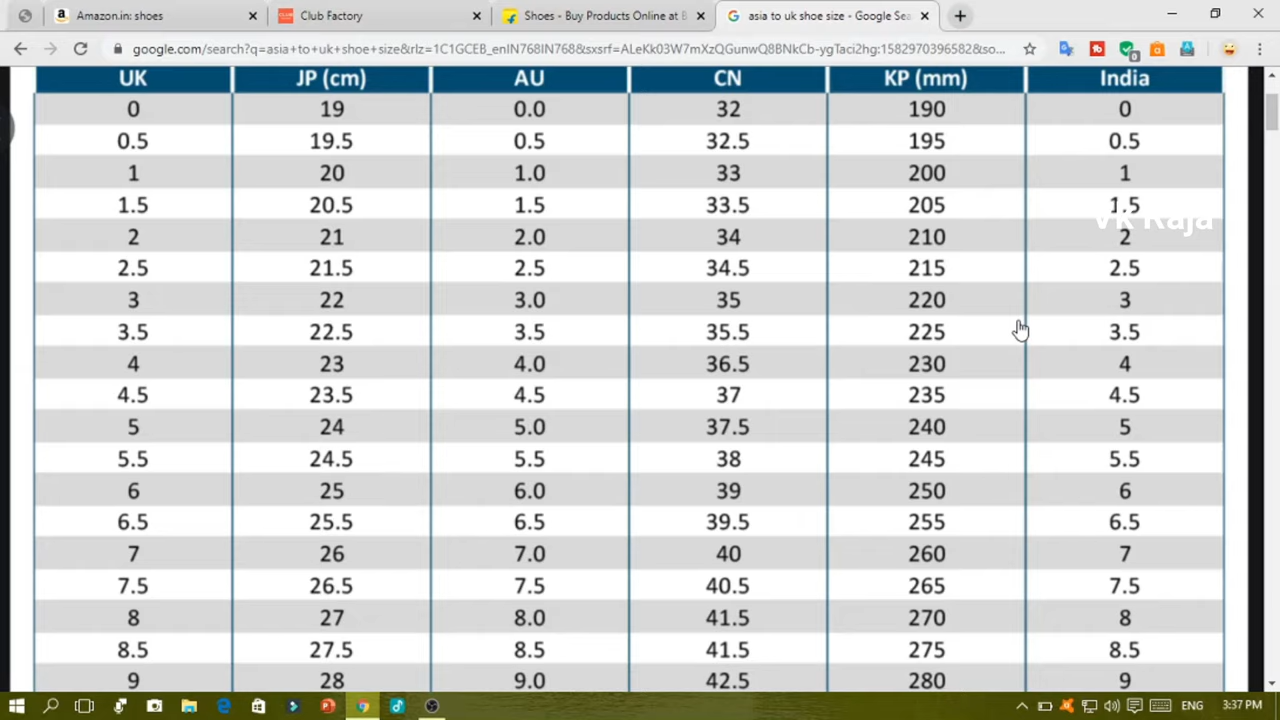 Amazon.in: shoes
Club Factory
Shoes - Buy Products Online at B
asia to uk shoe size - Google Sea
google.com/search?q=asia+to+uk+shoe+size&rlz=1C1GCEB_enIN768IN768&sxsrf=ALeKk03W7mXzQGunwQ8BNkCb-ygTaci2hg:1582970396582&so...
UK JP (cm) AU CN KP (mm) India
0 19 0.0 32 190 0
0.5 19.5 0.5 32.5 195 0.5
1 20 1.0 33 200 1
1.5 20.5 1.5 33.5 205 1.5
Vk Raja
2 21 2.0 34 210 2
2.5 21.5 2.5 34.5 215 2.5
3 22 3.0 35 220 3
3.5 22.5 3.5 35.5 225 3.5
4 23 4.0 36.5 230 4
4.5 23.5 4.5 37 235 4.5
5 24 5.0 37.5 240 5
5.5 24.5 5.5 38 245 5.5
6 25 6.0 39 250 6
6.5 25.5 6.5 39.5 255 6.5
7 26 7.0 40 260 7
7.5 26.5 7.5 40.5 265 7.5
8 27 8.0 41.5 270 8
8.5 27.5 8.5 41.5 275 8.5
9 28 9.0 42.5 280 9
ENG 3:37 PM